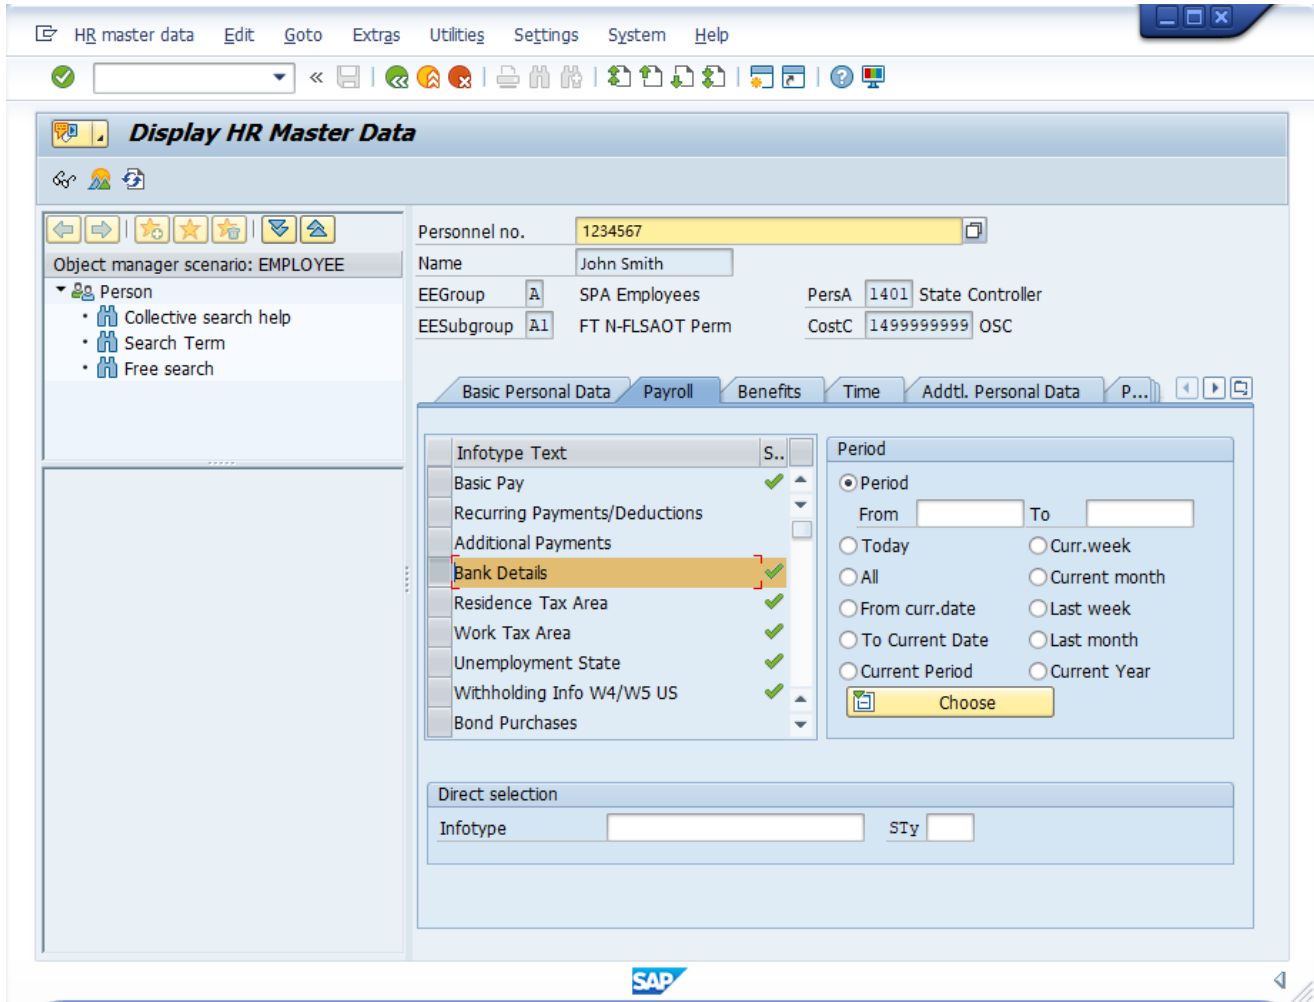 HR master data Edit Goto Extras Utilities Settings System Help
Display HR Master Data
Object manager scenario: EMPLOYEE
Person
Collective search help
Search Term
Free search
Personnel no. 1234567
Name John Smith
EEGroup A SPA Employees PersA 1401 State Controller
EESubgroup A1 FT N-FLSAOT Perm CostC 1499999999 OSC
Basic Personal Data Payroll Benefits Time Addtl. Personal Data P...
Infotype Text S..
Basic Pay
Recurring Payments/Deductions
Additional Payments
Bank Details
Residence Tax Area
Work Tax Area
Unemployment State
Withholding Info W4/W5 US
Bond Purchases
Period
Period
From To
Today Curr.week
All Current month
From curr.date Last week
To Current Date Last month
Current Period Current Year
Choose
Direct selection
Infotype STy
SAP